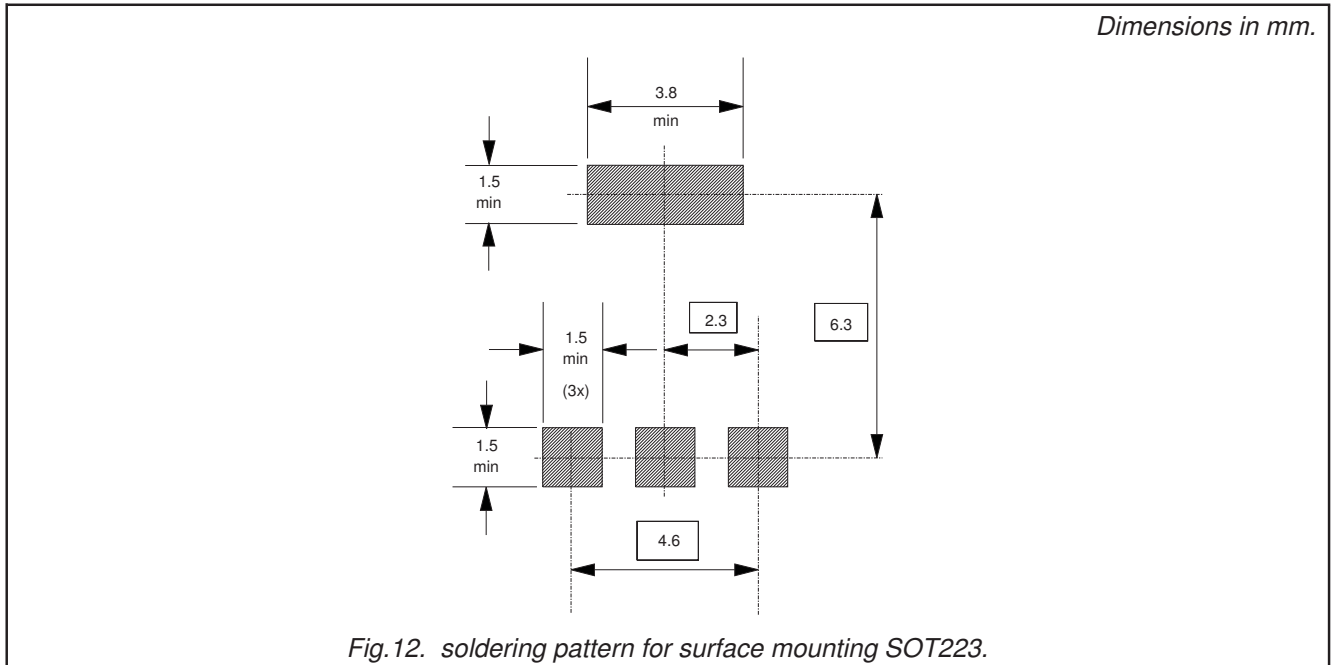 Dimensions in mm.
3.8
min
1.5
min
2.3
6.3
1.5
min
(3x)
1.5
min
4.6
Fig.12. soldering pattern for surface mounting SOT223.